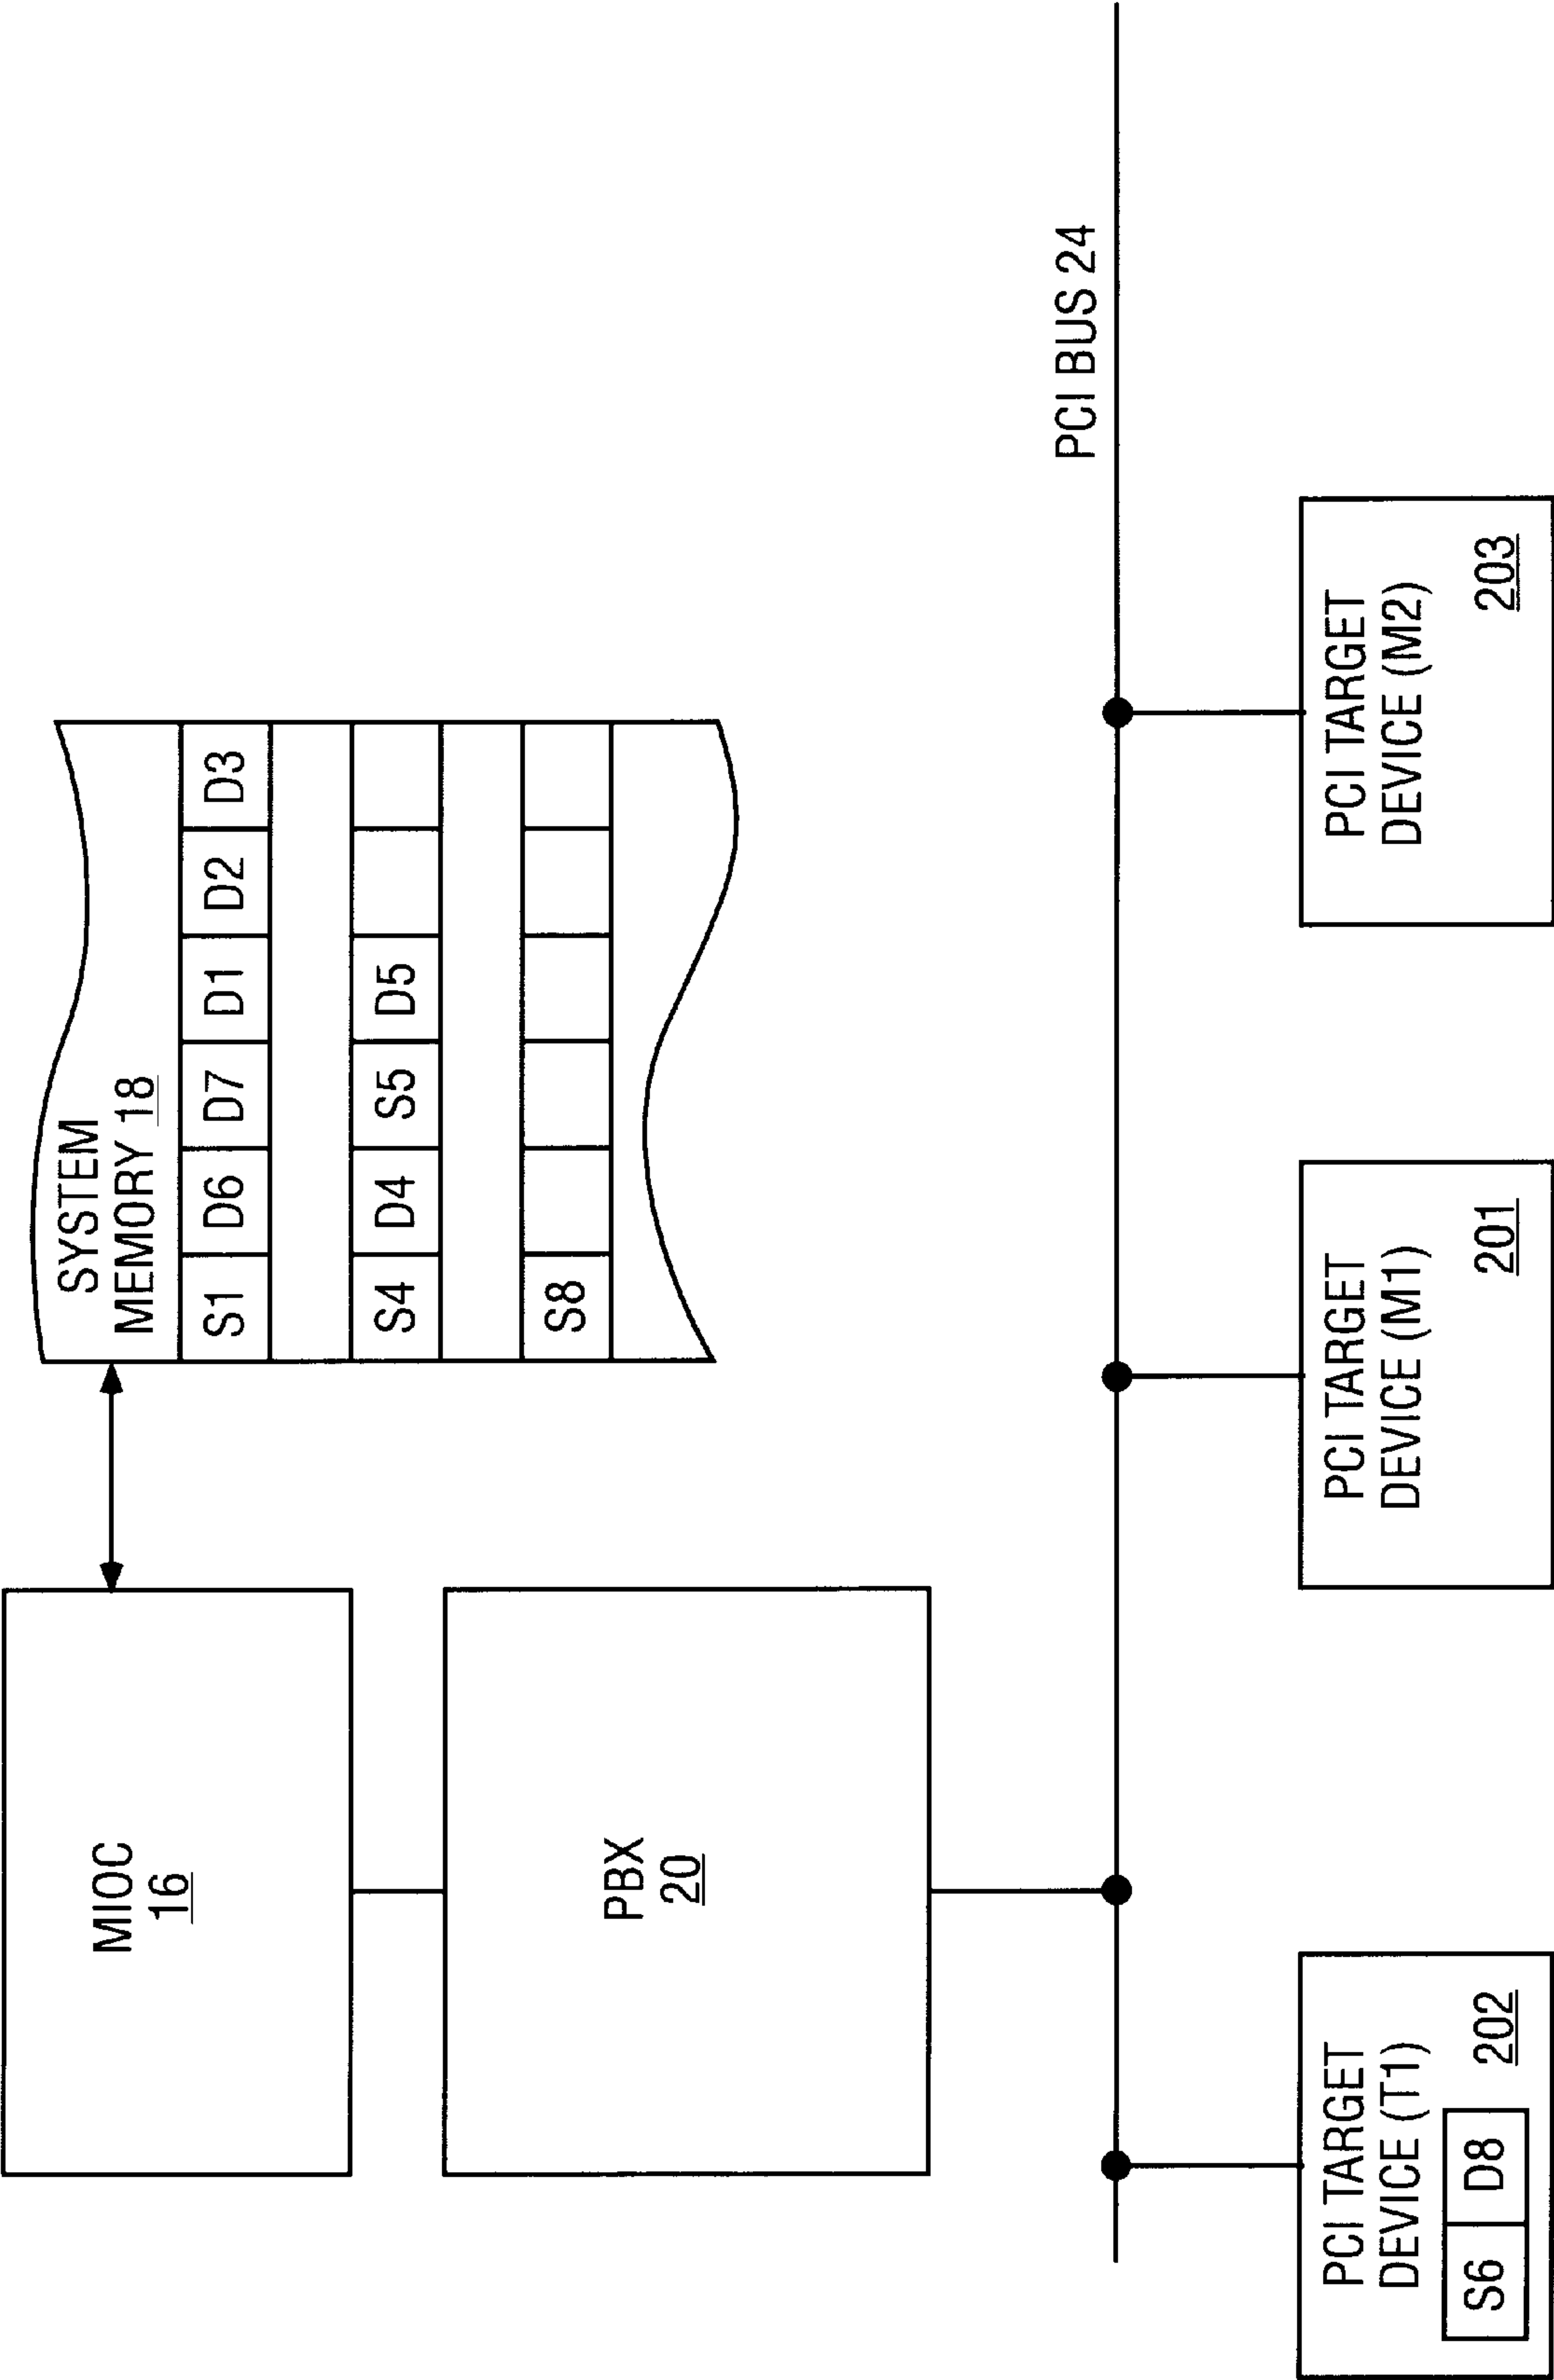 MIOC
16
SYSTEM
MEMORY 18
S1 D6 D7 D1 D2 D3
S4 D4 S5 D5
S8
PBX
20
PCI BUS 24
PCI TARGET
DEVICE (T1)
202
S6 D8
PCI TARGET
DEVICE (M1)
201
PCI TARGET
DEVICE (M2)
203